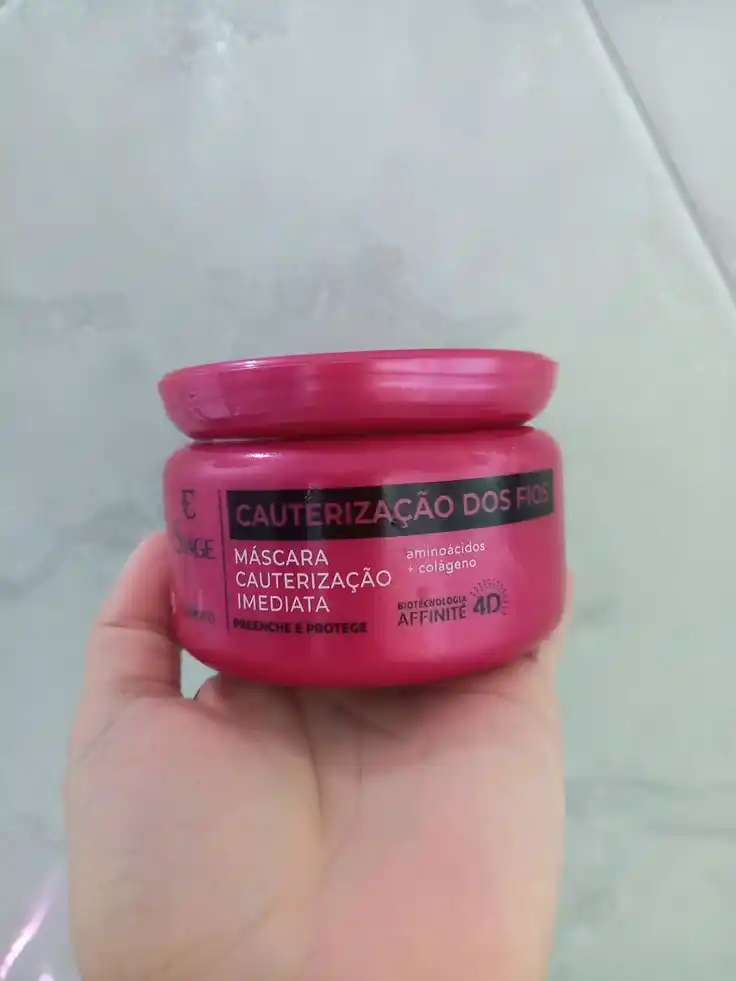 CAUTERIZAÇÃO DOS FIOS
MÁSCARA
CAUTERIZAÇÃO
IMEDIATA
PREENCHE E PROTEGE
aminoácidos
+ colágeno
BIOTECNOLOGIA
AFFINITÉ 4D